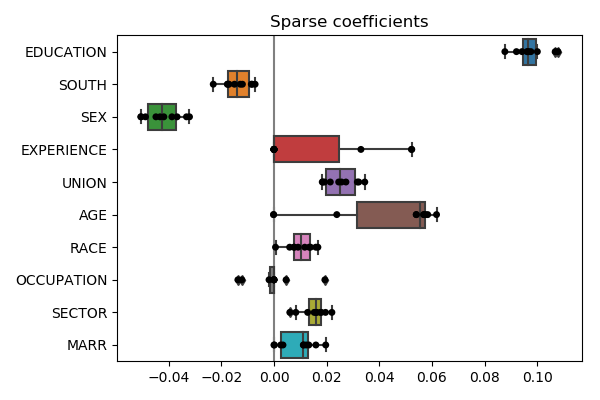 Sparse coefficients
EDUCATION
SOUTH
SEX
EXPERIENCE
UNION
AGE
RACE
OCCUPATION
SECTOR
MARR
−0.04 −0.02 0.00 0.02 0.04 0.06 0.08 0.10